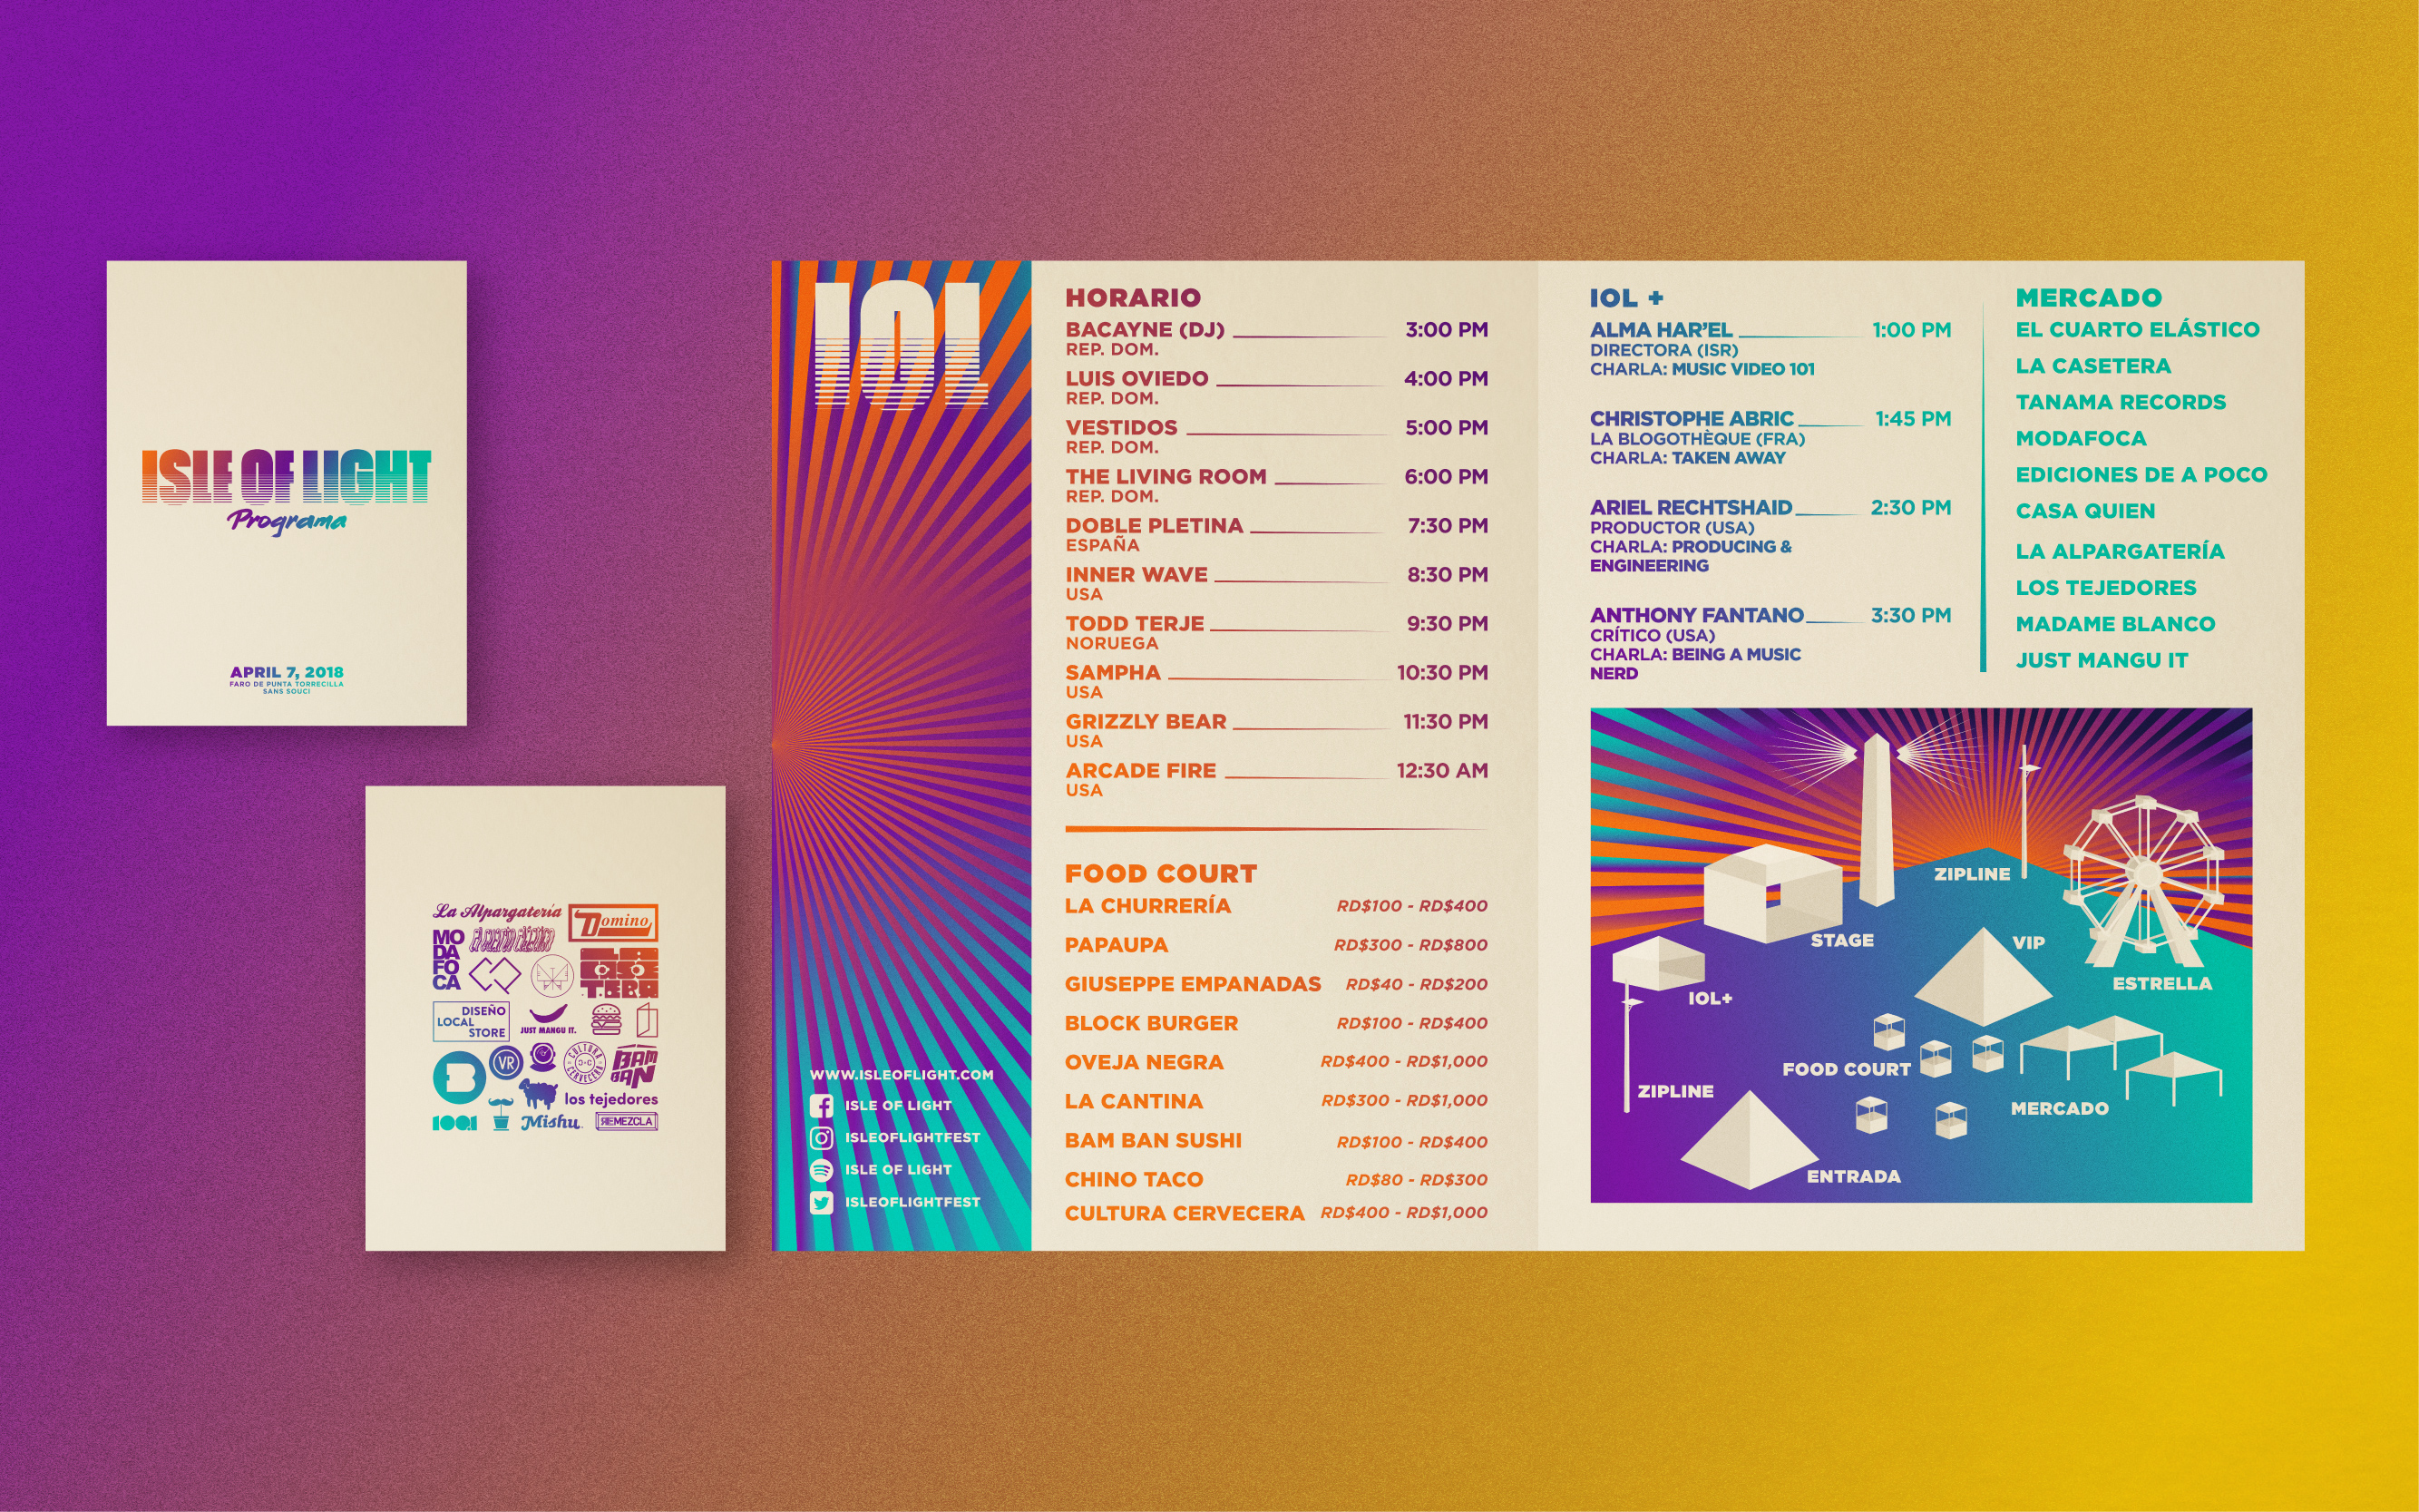 ISLE OF LIGHT
Programa
APRIL 7, 2018
FARO DE PUNTA TORRECILLA
SANS SOUCI
La Alpargatería
Domino
MO
DA
FO
CA
EL CUARTO ELÁSTICO
LA CASETERA
DISEÑO
LOCAL
STORE
JUST MANGU IT.
B
VR
CULTURA
CERVECERA
BAM
BAN
los tejedores
Mishu
REMEZCLA
IOL
WWW.ISLEOFLIGHT.COM
ISLE OF LIGHT
ISLEOFLIGHTFEST
ISLE OF LIGHT
ISLEOFLIGHTFEST
HORARIO
BACAYNE (DJ) 3:00 PM
REP. DOM.
LUIS OVIEDO 4:00 PM
REP. DOM.
VESTIDOS 5:00 PM
REP. DOM.
THE LIVING ROOM 6:00 PM
REP. DOM.
DOBLE PLETINA 7:30 PM
ESPAÑA
INNER WAVE 8:30 PM
USA
TODD TERJE 9:30 PM
NORUEGA
SAMPHA 10:30 PM
USA
GRIZZLY BEAR 11:30 PM
USA
ARCADE FIRE 12:30 AM
USA
FOOD COURT
LA CHURRERÍA RD$100 - RD$400
PAPAUPA RD$300 - RD$800
GIUSEPPE EMPANADAS RD$40 - RD$200
BLOCK BURGER RD$100 - RD$400
OVEJA NEGRA RD$400 - RD$1,000
LA CANTINA RD$300 - RD$1,000
BAM BAN SUSHI RD$100 - RD$400
CHINO TACO RD$80 - RD$300
CULTURA CERVECERA RD$400 - RD$1,000
IOL +
ALMA HAR'EL 1:00 PM
DIRECTORA (ISR)
CHARLA: MUSIC VIDEO 101
CHRISTOPHE ABRIC 1:45 PM
LA BLOGOTHÈQUE (FRA)
CHARLA: TAKEN AWAY
ARIEL RECHTSHAID 2:30 PM
PRODUCTOR (USA)
CHARLA: PRODUCING &
ENGINEERING
ANTHONY FANTANO 3:30 PM
CRÍTICO (USA)
CHARLA: BEING A MUSIC
NERD
MERCADO
EL CUARTO ELÁSTICO
LA CASETERA
TANAMA RECORDS
MODAFOCA
EDICIONES DE A POCO
CASA QUIEN
LA ALPARGATERÍA
LOS TEJEDORES
MADAME BLANCO
JUST MANGU IT
ZIPLINE
STAGE
VIP
ESTRELLA
IOL+
FOOD COURT
ZIPLINE
MERCADO
ENTRADA